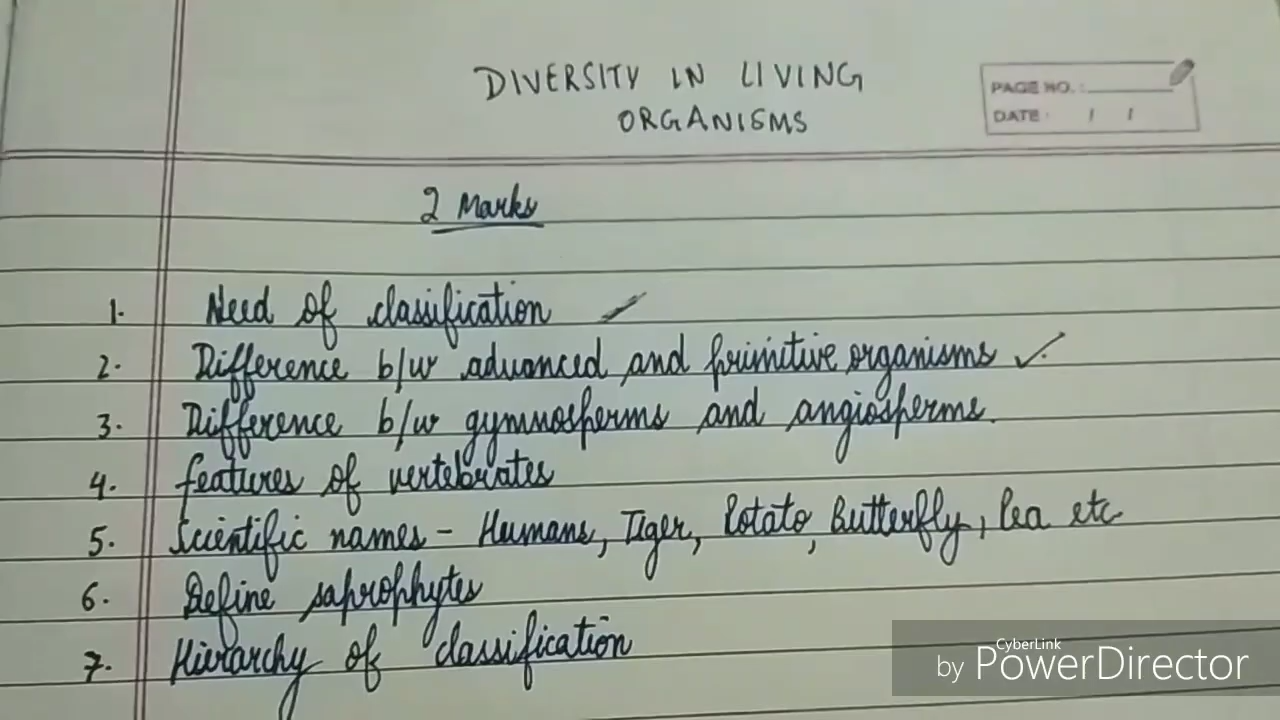 DIVERSITY IN LIVING
ORGANISMS
PAGE NO. :
DATE : / /
2 Marks
1. Need of classification
2. Difference b/w advanced and primitive organisms ✓
3. Difference b/w gymnosperms and angiosperms.
4. features of vertebrates
5. Scientific names - Humans, Tiger, Potato, Butterfly, Pea etc
6. Define saprophytes
7. Hierarchy of classification
CyberLink
by PowerDirector